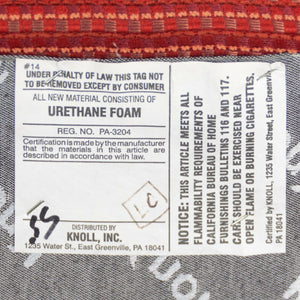 #14
UNDER PENALTY OF LAW THIS TAG NOT
TO BE REMOVED EXCEPT BY CONSUMER
ALL NEW MATERIAL CONSISTING OF
URETHANE FOAM
REG. NO. PA-3204
Certification is made by the manufacturer
that the materials in this article are
described in accordance with law.
LC
DISTRIBUTED BY
KNOLL, INC.
1235 Water St., East Greenville, PA 18041
NOTICE: THIS ARTICLE MEETS ALL
FLAMMABILITY REQUIREMENTS OF
CALIFORNIA BUREAU OF HOME
FURNISHINGS BULLETINS 116 AND 117.
CARE SHOULD BE EXERCISED NEAR
OPEN FLAME OR BURNING CIGARETTES.
Certified by KNOLL, 1235 Water Street, East Greenville
PA 18041